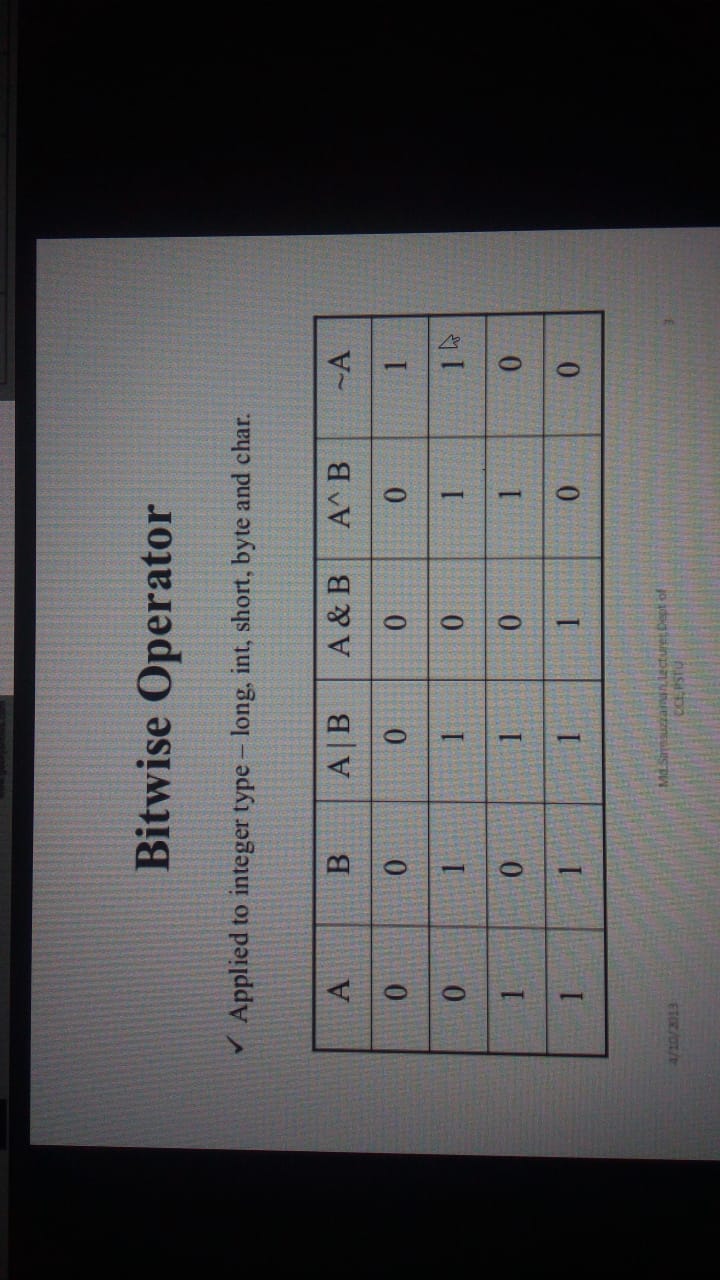 Bitwise Operator
✓ Applied to integer type – long, int, short, byte and char.
A B A | B A & B A^ B ~A
0 0 0 0 0 1
0 1 1 0 1 1
1 0 1 0 1 0
1 1 1 1 0 0
4/10/2013 Md. Samsuzzaman, Lecturer, Dept of 3
CCE, PSTU